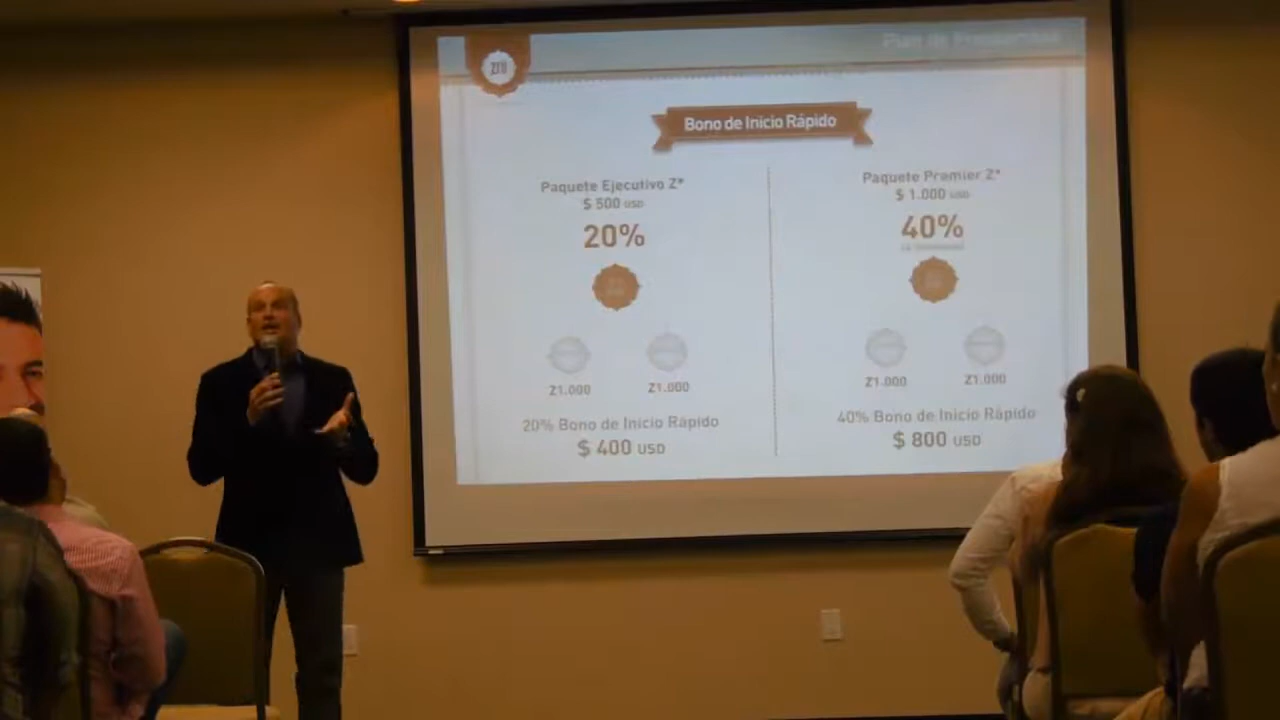 Bono de Inicio Rápido
Paquete Ejecutivo Z*
$ 500 USD
20%
Z1.000
Z1.000
20% Bono de Inicio Rápido
$ 400 USD
Paquete Premier Z*
$ 1.000 USD
40%
Z1.000
Z1.000
40% Bono de Inicio Rápido
$ 800 USD